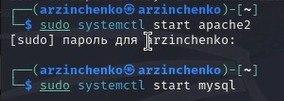 ┌──(arzinchenko㉿arzinchenko)-[~]
└─$ sudo systemctl start apache2
[sudo] пароль для arzinchenko:
┌──(arzinchenko㉿arzinchenko)-[~]
└─$ sudo systemctl start mysql